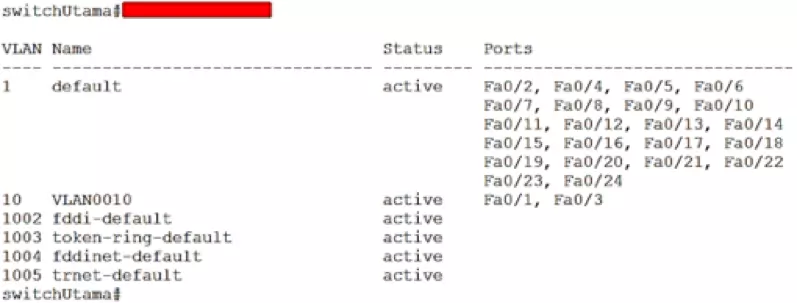 switchUtama#
VLAN Name Status Ports
---- -------------------------------- --------- -------------------------------
1 default active Fa0/2, Fa0/4, Fa0/5, Fa0/6
Fa0/7, Fa0/8, Fa0/9, Fa0/10
Fa0/11, Fa0/12, Fa0/13, Fa0/14
Fa0/15, Fa0/16, Fa0/17, Fa0/18
Fa0/19, Fa0/20, Fa0/21, Fa0/22
Fa0/23, Fa0/24
10 VLAN0010 active Fa0/1, Fa0/3
1002 fddi-default active
1003 token-ring-default active
1004 fddinet-default active
1005 trnet-default active
switchUtama#